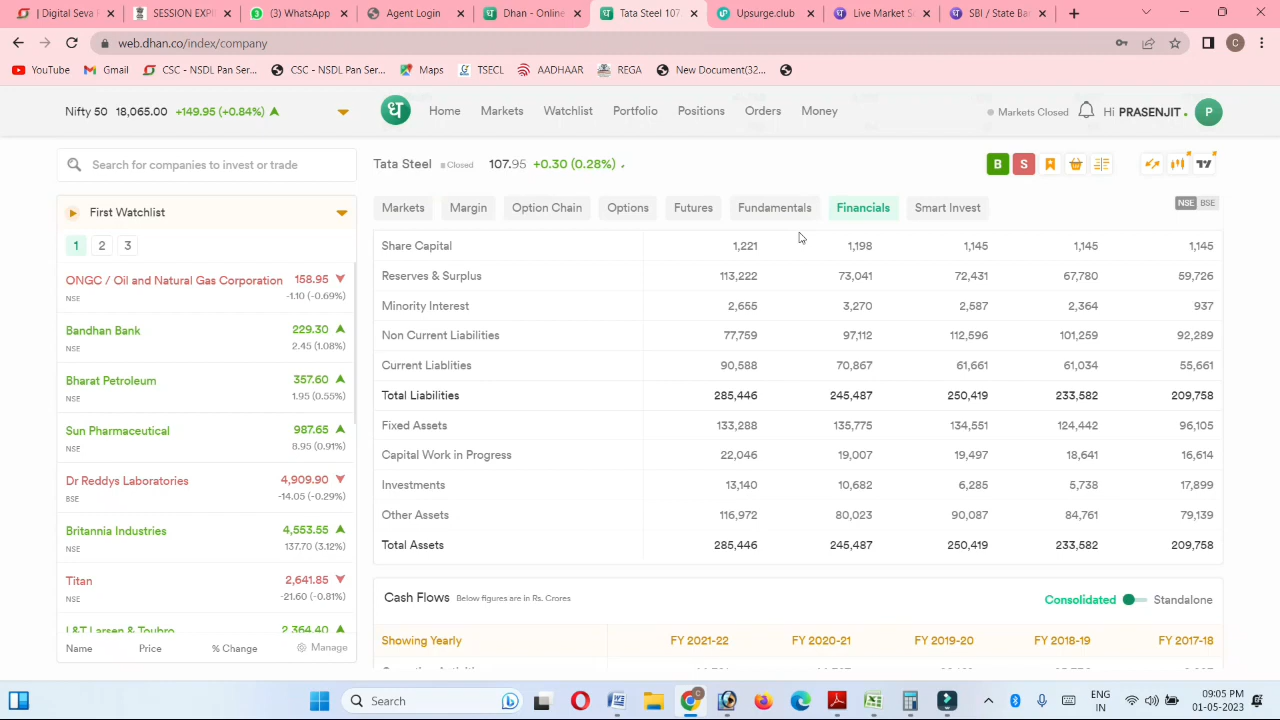 Digital India
SESSION EXPI
(3) WhatsApp
Google Login
Dhan - Online
Tata Steel 107
Upsurge.club
Live Market S
SBI / State Ba
web.dhan.co/index/company
YouTube
Gmail
CSC - NSDL Pan Ser...
CSC - NSDL Pan Ser...
Maps
TSECL
AADHAAR
REGA
New Document(32...
Nifty 50 18,065.00 +149.95 (+0.84%)
ध
Home
Markets
Watchlist
Portfolio
Positions
Orders
Money
Markets Closed
Hi PRASENJIT
P
Search for companies to invest or trade
Tata Steel Closed 107.95 +0.30 (0.28%)
B
S
First Watchlist
Markets
Margin
Option Chain
Options
Futures
Fundamentals
Financials
Smart Invest
NSE BSE
1 2 3
ONGC / Oil and Natural Gas Corporation 158.95
NSE -1.10 (-0.69%)
Bandhan Bank 229.30
NSE 2.45 (1.08%)
Bharat Petroleum 357.60
NSE 1.95 (0.55%)
Sun Pharmaceutical 987.65
NSE 8.95 (0.91%)
Dr Reddys Laboratories 4,909.90
BSE -14.05 (-0.29%)
Britannia Industries 4,553.55
NSE 137.70 (3.12%)
Titan 2,641.85
NSE -21.60 (-0.81%)
L&T Larsen & Toubro 2,364.40
Name Price % Change Manage
Share Capital 1,221 1,198 1,145 1,145 1,145
Reserves & Surplus 113,222 73,041 72,431 67,780 59,726
Minority Interest 2,655 3,270 2,587 2,364 937
Non Current Liabilities 77,759 97,112 112,596 101,259 92,289
Current Liablities 90,588 70,867 61,661 61,034 55,661
Total Liabilities 285,446 245,487 250,419 233,582 209,758
Fixed Assets 133,288 135,775 134,551 124,442 96,105
Capital Work in Progress 22,046 19,007 19,497 18,641 16,614
Investments 13,140 10,682 6,285 5,738 17,899
Other Assets 116,972 80,023 90,087 84,761 79,139
Total Assets 285,446 245,487 250,419 233,582 209,758
Cash Flows Below figures are in Rs. Crores
Consolidated Standalone
Showing Yearly FY 2021-22 FY 2020-21 FY 2019-20 FY 2018-19 FY 2017-18
Search
ENG
IN
09:05 PM
01-05-2023